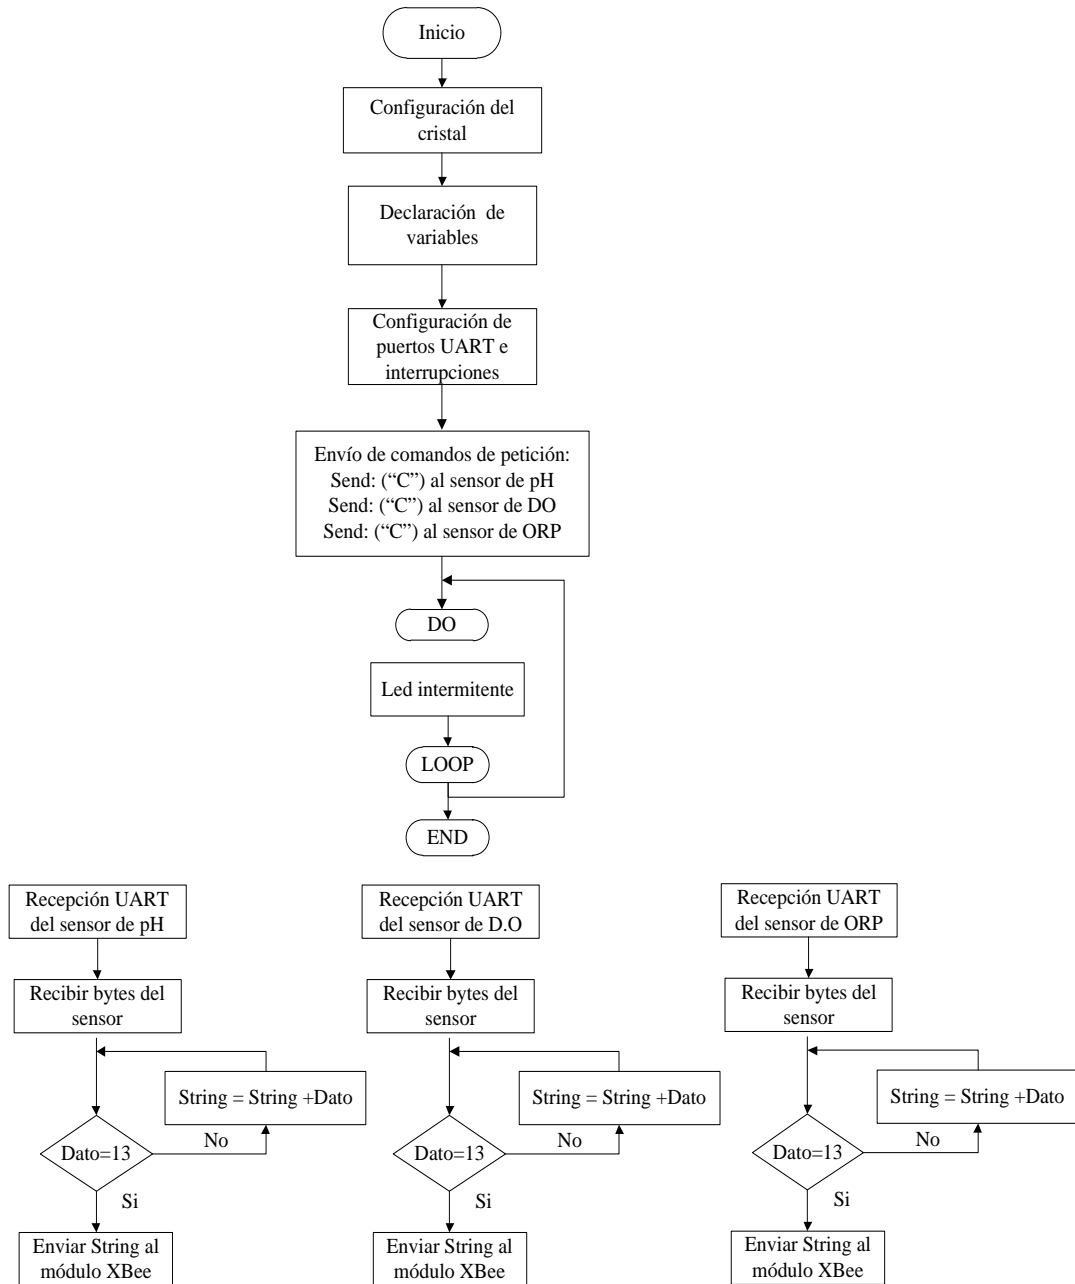 Inicio
Configuración del
cristal
Declaración de
variables
Configuración de
puertos UART e
interrupciones
Envío de comandos de petición:
Send: (“C”) al sensor de pH
Send: (“C”) al sensor de DO
Send: (“C”) al sensor de ORP
DO
Led intermitente
LOOP
END
Recepción UART
del sensor de pH
Recibir bytes del
sensor
String = String +Dato
Dato=13
No
Si
Enviar String al
módulo XBee
Recepción UART
del sensor de D.O
Recibir bytes del
sensor
String = String +Dato
Dato=13
No
Si
Enviar String al
módulo XBee
Recepción UART
del sensor de ORP
Recibir bytes del
sensor
String = String +Dato
Dato=13
No
Si
Enviar String al
módulo XBee